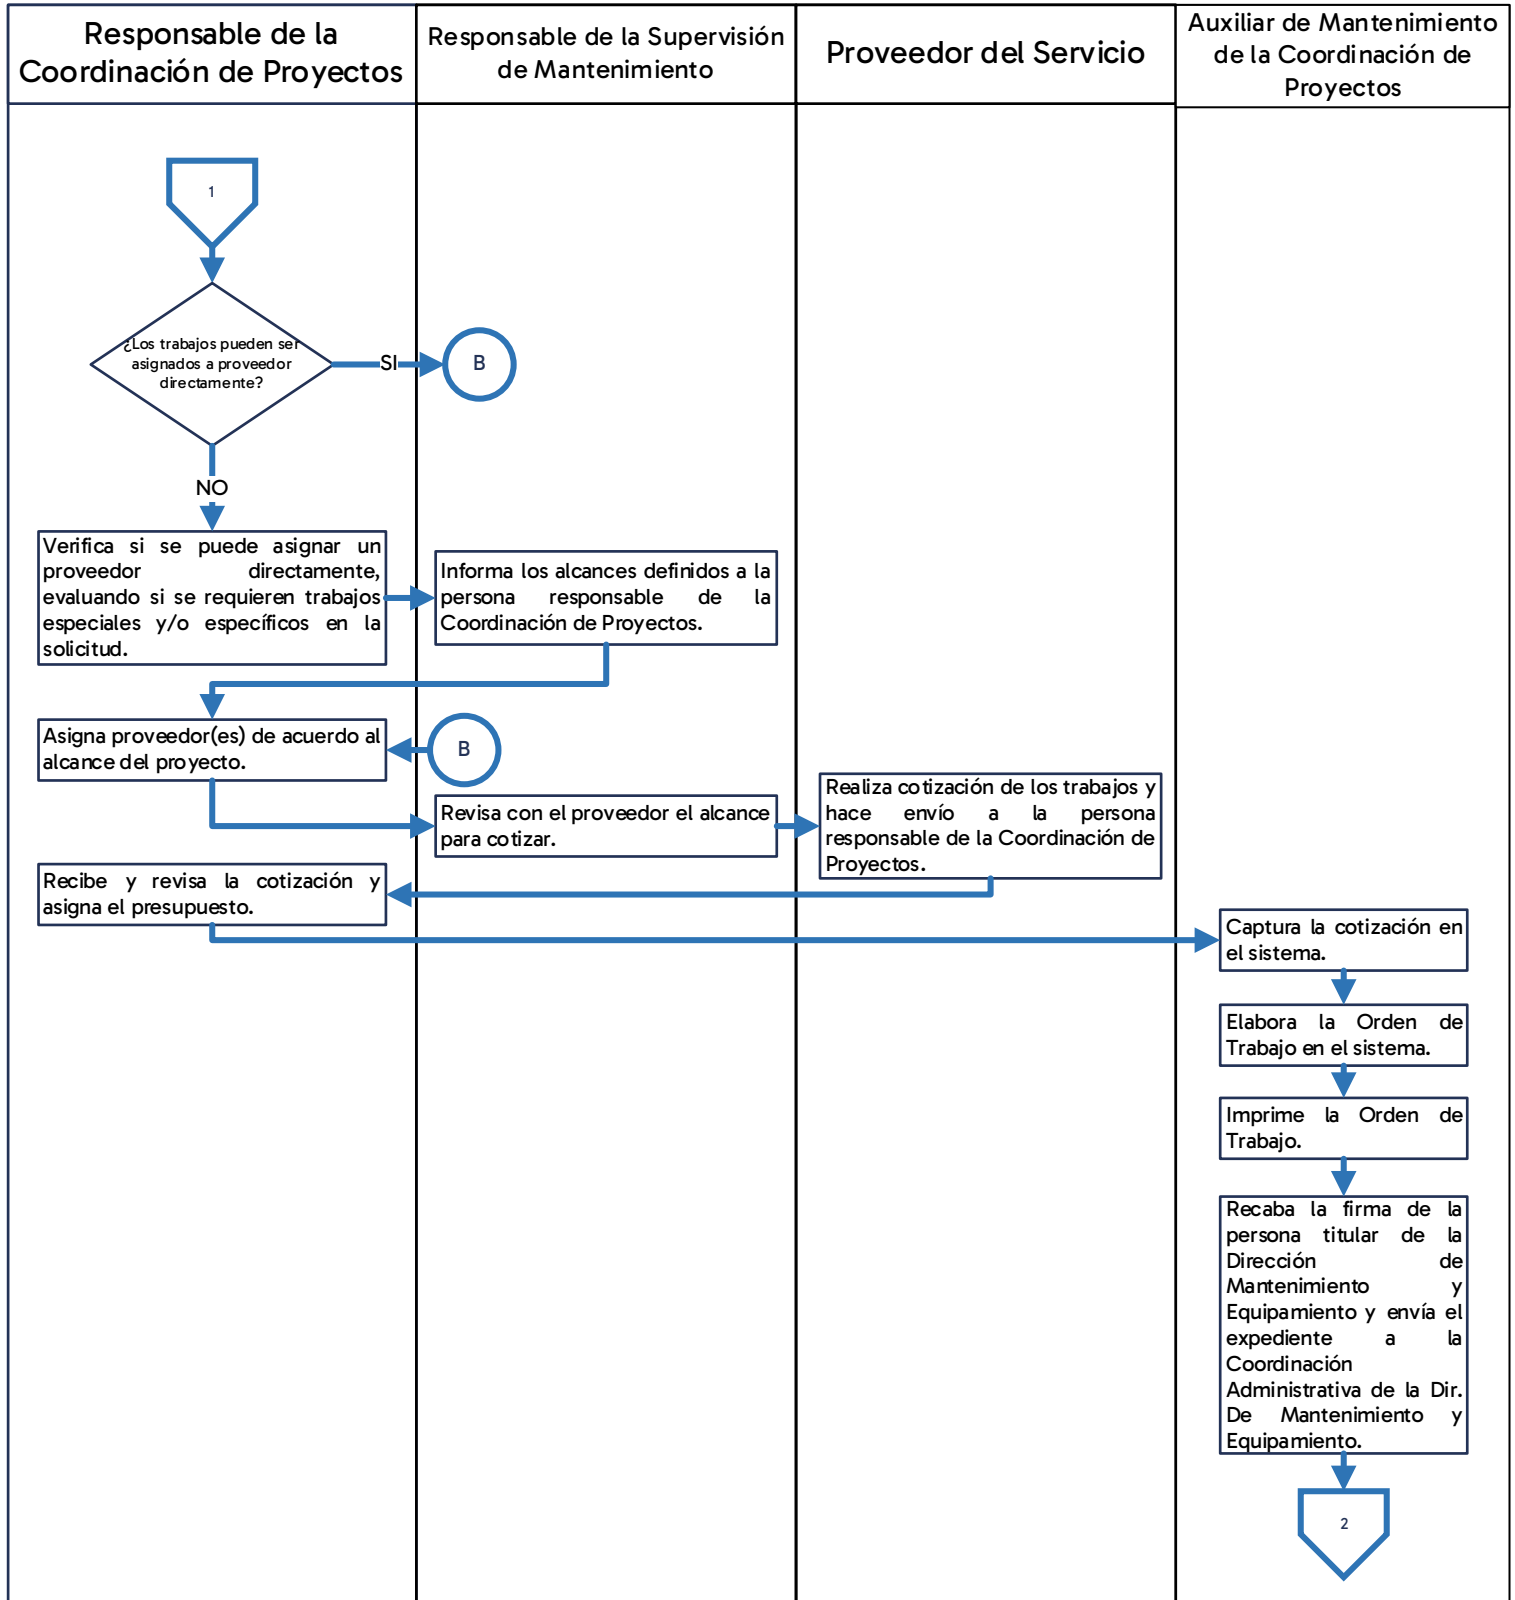 Responsable de la
Coordinación de Proyectos
Responsable de la Supervisión
de Mantenimiento
Proveedor del Servicio
Auxiliar de Mantenimiento
de la Coordinación de
Proyectos
1
¿Los trabajos pueden ser
asignados a proveedor
directamente?
SI
B
NO
Verifica si se puede asignar un
proveedor directamente,
evaluando si se requieren trabajos
especiales y/o específicos en la
solicitud.
Informa los alcances definidos a la
persona responsable de la
Coordinación de Proyectos.
Asigna proveedor(es) de acuerdo al
alcance del proyecto.
B
Revisa con el proveedor el alcance
para cotizar.
Realiza cotización de los trabajos y
hace envío a la persona
responsable de la Coordinación de
Proyectos.
Recibe y revisa la cotización y
asigna el presupuesto.
Captura la cotización en
el sistema.
Elabora la Orden de
Trabajo en el sistema.
Imprime la Orden de
Trabajo.
Recaba la firma de la
persona titular de la
Dirección de
Mantenimiento y
Equipamiento y envía el
expediente a la
Coordinación
Administrativa de la Dir.
De Mantenimiento y
Equipamiento.
2